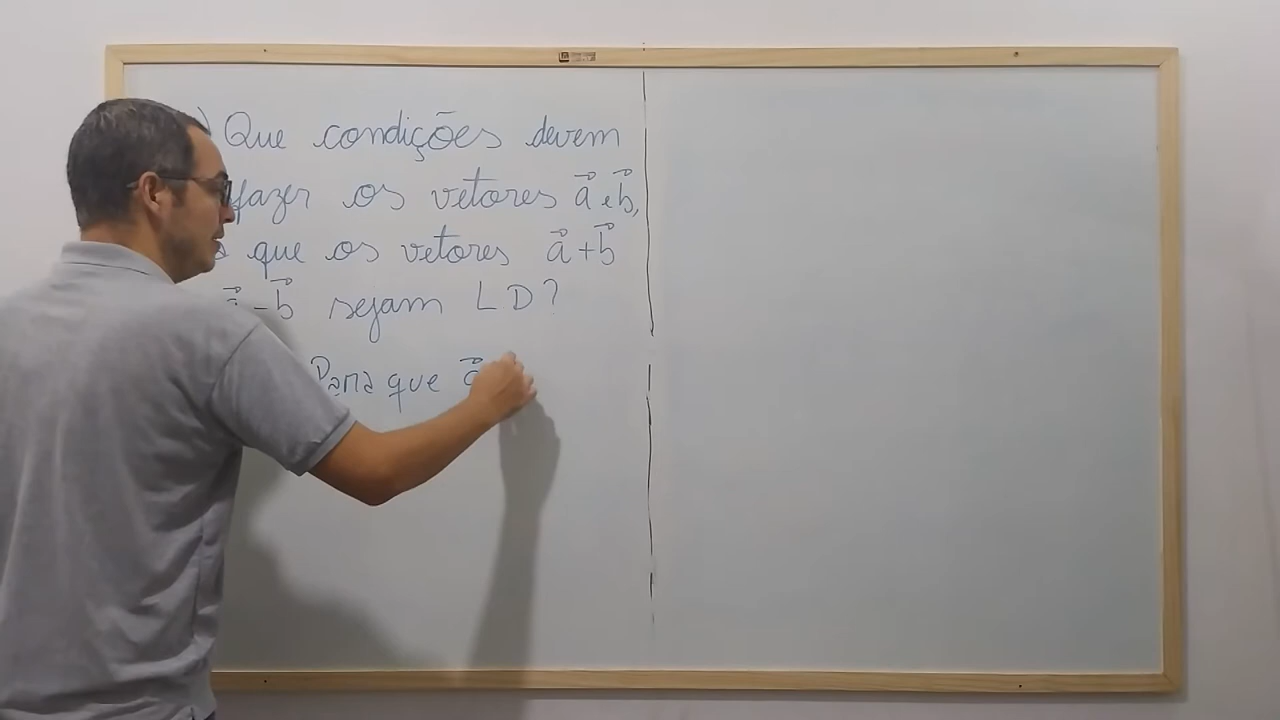 ) Que condições devem
fazer os vetores a⃗ e b⃗,
que os vetores a⃗ + b⃗
a⃗ - b⃗ sejam LD?
Para que a⃗